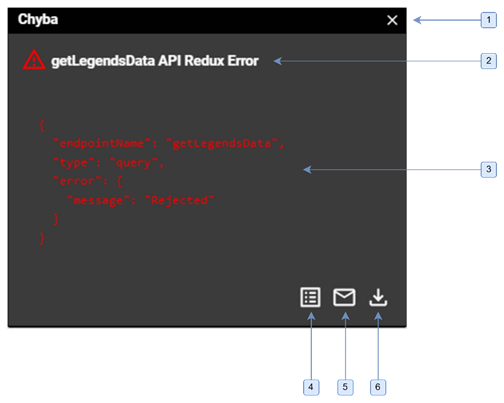 Chyba
1
getLegendsData API Redux Error
2
{
"endpointName": "getLegendsData",
"type": "query",
3
"error": {
"message": "Rejected"
}
}
4 5 6